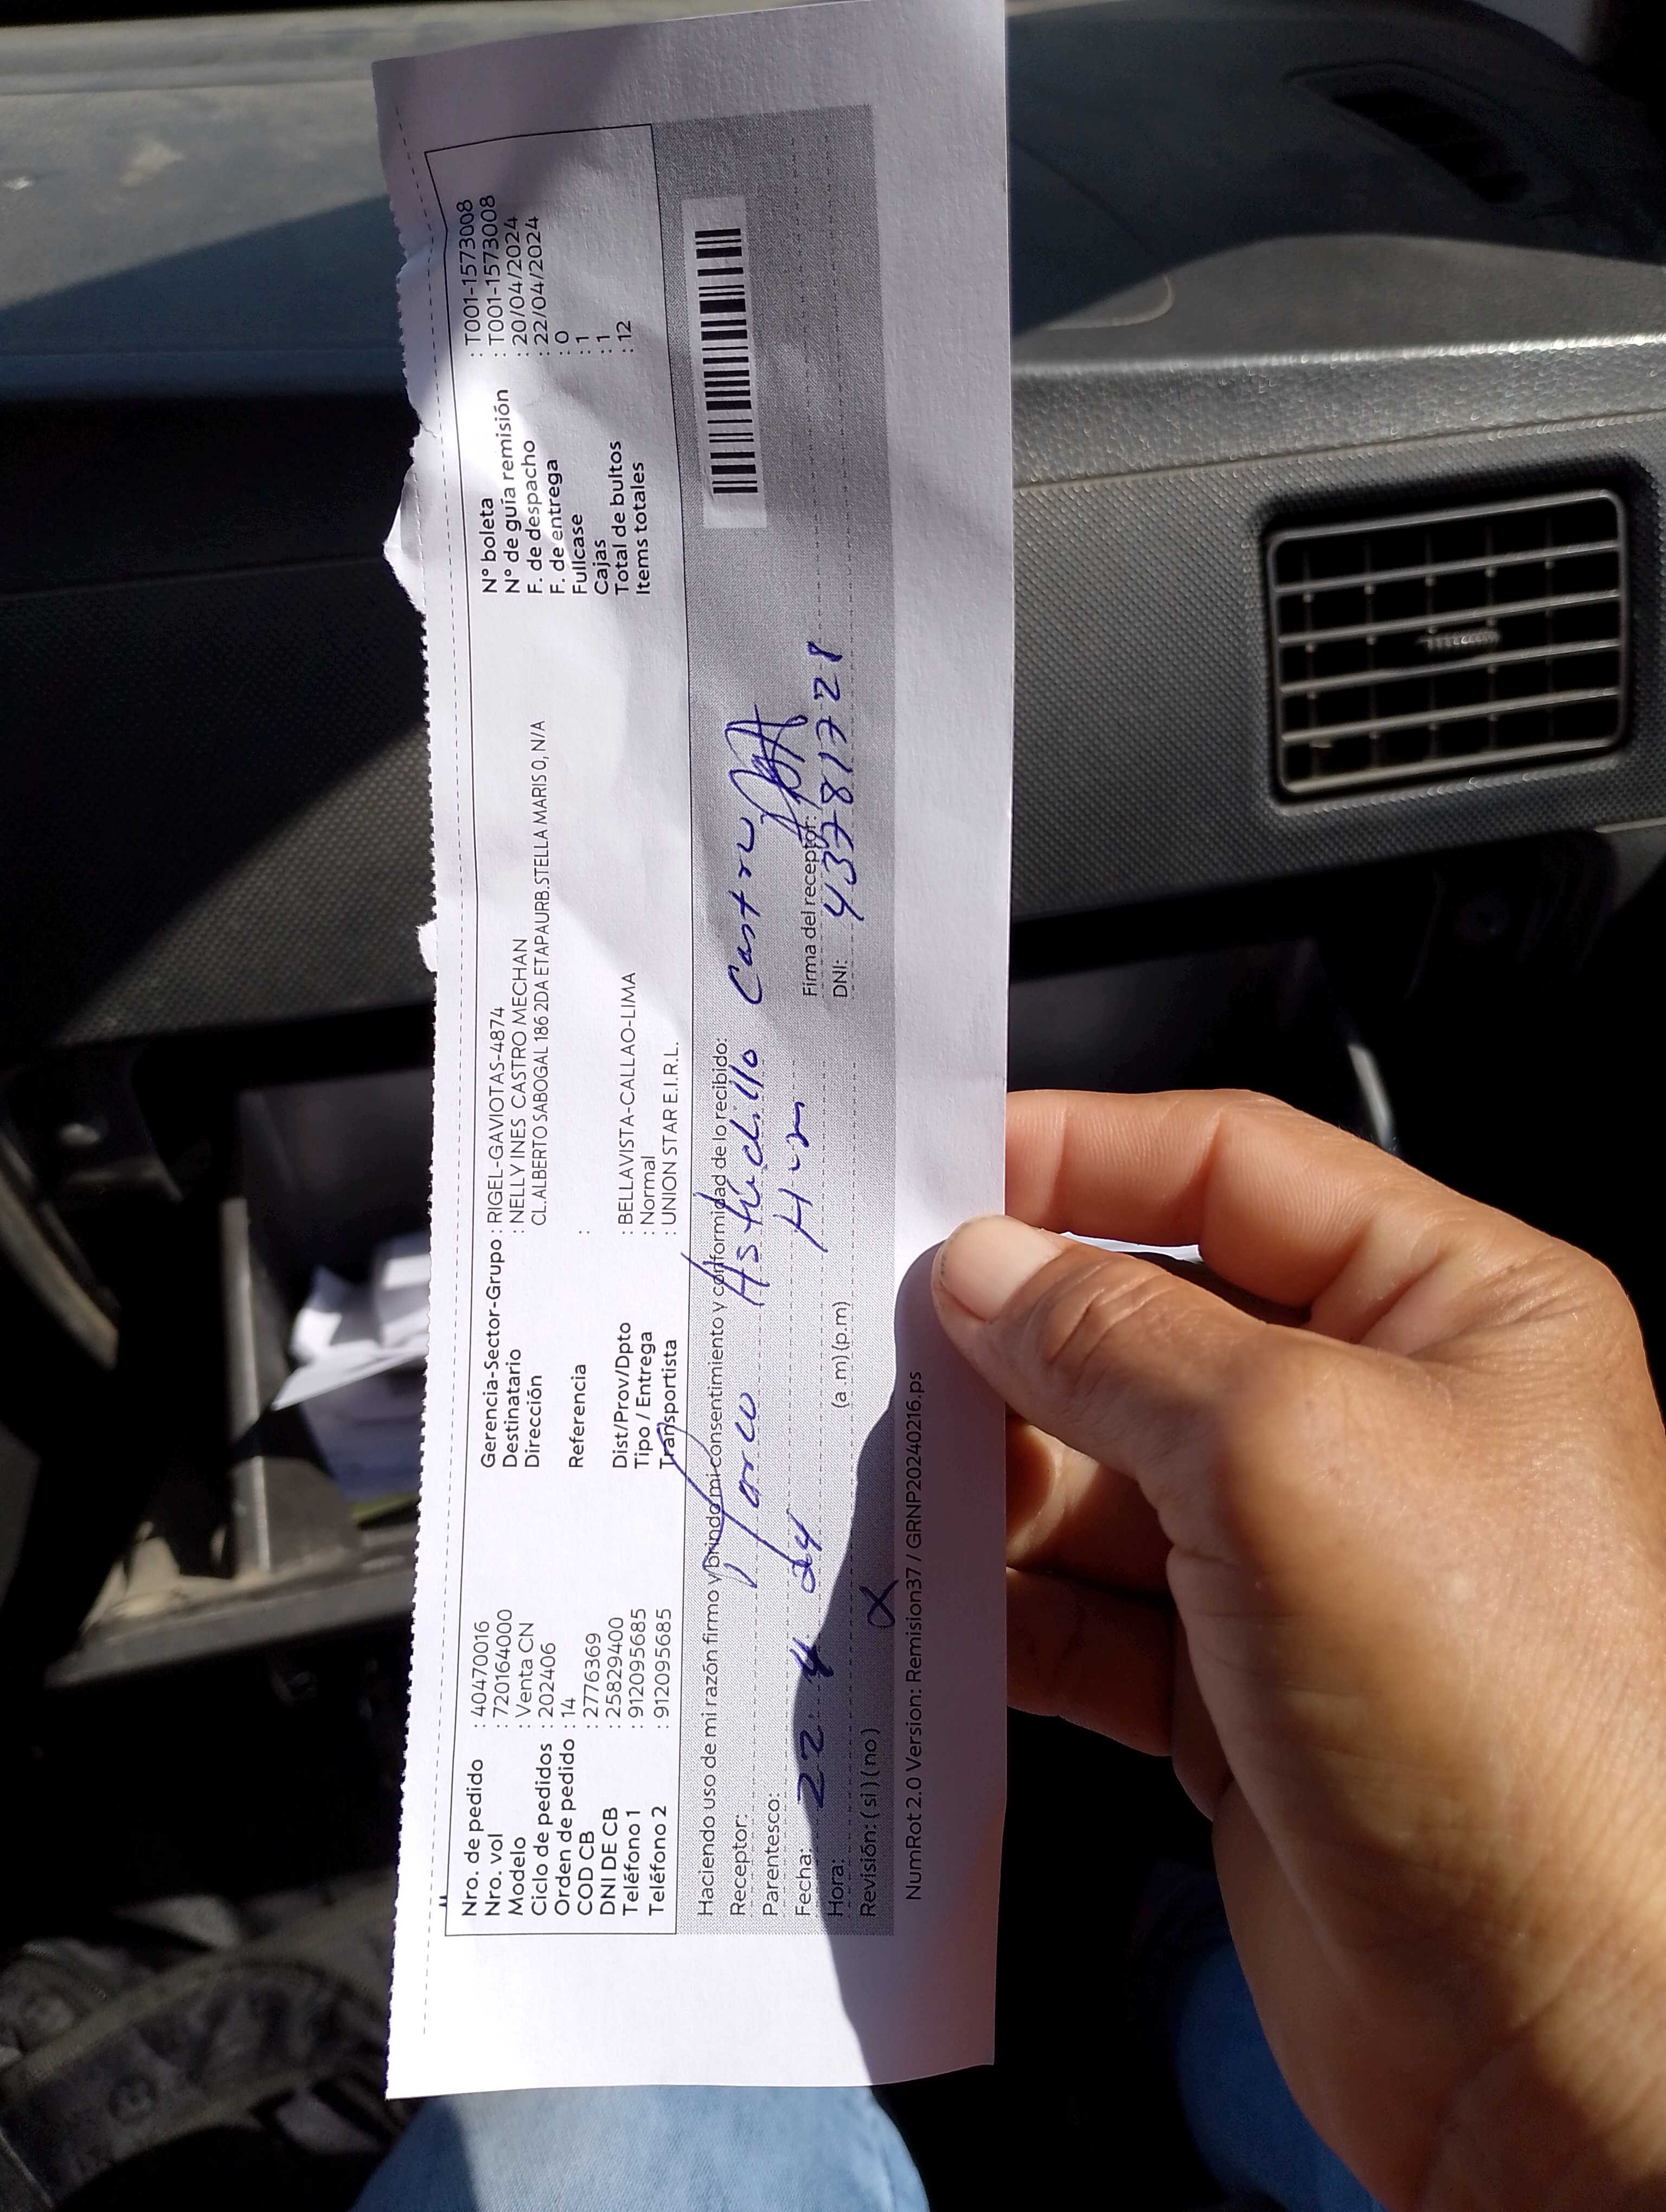 Nro. de pedido : 40470016
Nro. vol : 720164000
Modelo : Venta CN
Ciclo de pedidos : 202406
Orden de pedido : 14
COD CB : 2776369
DNI DE CB : 25829400
Teléfono 1 : 912095685
Teléfono 2 : 912095685
Gerencia-Sector-Grupo : RIGEL-GAVIOTAS-4874
Destinatario : NELLY INES CASTRO MECHAN
Dirección CL.ALBERTO SABOGAL 186 2DA ETAPAURB.STELLA MARIS 0, N/A
Referencia :
Dist/Prov/Dpto : BELLAVISTA-CALLAO-LIMA
Tipo / Entrega : Normal
Transportista : UNION STAR E.I.R.L.
N° boleta : T001-1573008
N° de guía remisión : T001-1573008
F. de despacho : 20/04/2024
F. de entrega : 22/04/2024
Fullcase : 0
Cajas : 1
Total de bultos : 1
Items totales : 12
Haciendo uso de mi razón firmo y brindo mi consentimiento y conformidad de lo recibido:
Receptor: Marco Astudillo Castro
Parentesco:
Fecha: 22 4 24
Firma del receptor:
Hora: (a.m) (p.m)
DNI:
Revisión: ( si ) ( no )
NumRot 2.0 Version: Remision37 / GRNP20240216.ps